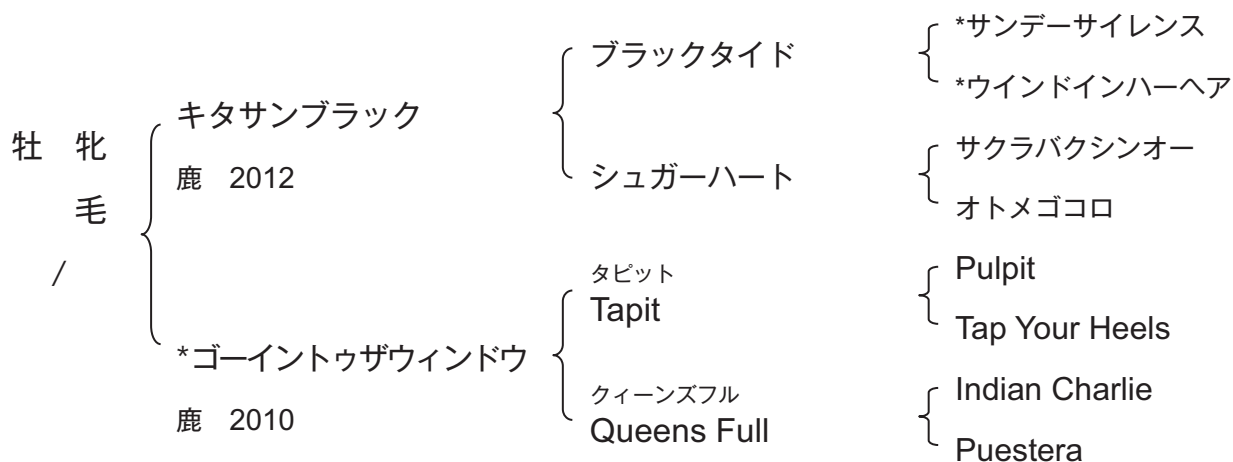 牡　牝
毛
/
キタサンブラック
鹿　2012
*ゴーイントゥザウィンドウ
鹿　2010
ブラックタイド
シュガーハート
タピット
Tapit
クィーンズフル
Queens Full
*サンデーサイレンス
*ウインドインハーヘア
サクラバクシンオー
オトメゴコロ
Pulpit
Tap Your Heels
Indian Charlie
Puestera